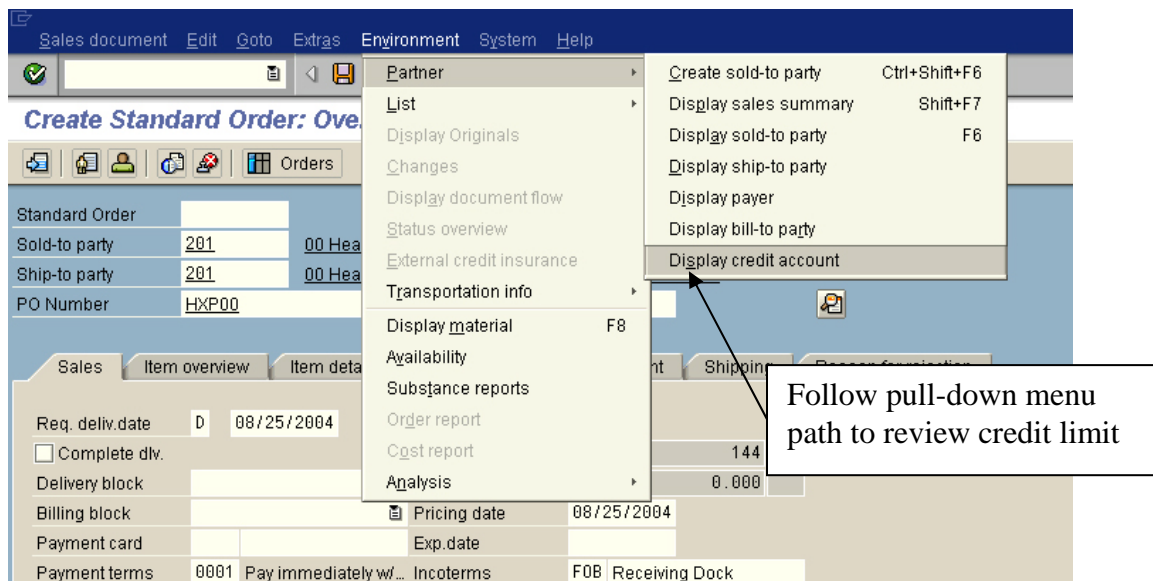 Sales document Edit Goto Extras Environment System Help
Partner
Create sold-to party Ctrl+Shift+F6
List
Display sales summary Shift+F7
Create Standard Order: Ove
Display Originals
Display sold-to party F6
Orders
Changes
Display ship-to party
Display document flow
Display payer
Standard Order
Status overview
Display bill-to party
Sold-to party 201 00 Hea
External credit insurance
Display credit account
Ship-to party 201 00 Hea
Transportation info
PO Number HXP00
Display material F8
Availability
Sales Item overview Item deta nt Shipping
Substance reports
Follow pull-down menu
path to review credit limit
Req. deliv.date D 08/25/2004
Order report
Complete dlv.
Cost report
144
Delivery block
Analysis
0.000
Billing block Pricing date 08/25/2004
Payment card Exp.date
Payment terms 0001 Pay immediately w/... Incoterms FOB Receiving Dock